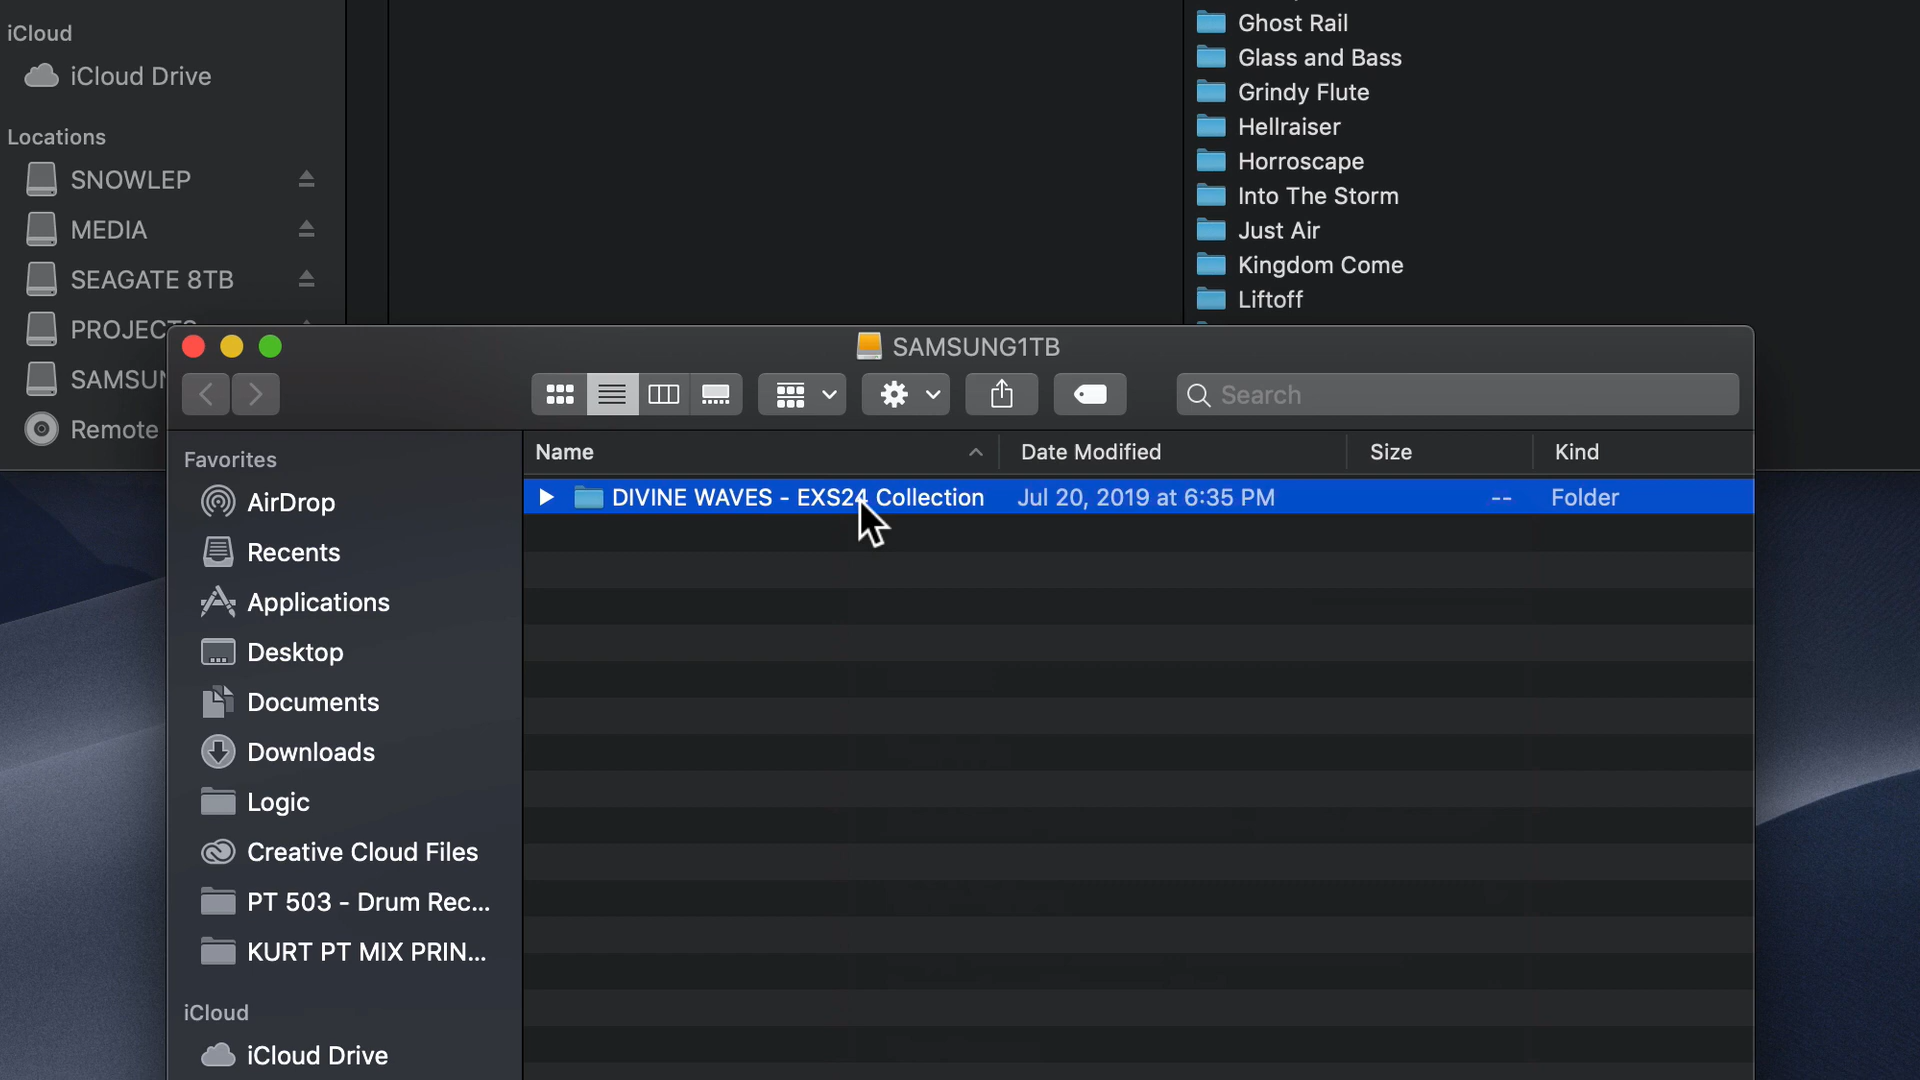 iCloud
iCloud Drive
Locations
SNOWLEP
MEDIA
SEAGATE 8TB
PROJECTS
SAMSUN
Remote
Ghost Rail
Glass and Bass
Grindy Flute
Hellraiser
Horroscape
Into The Storm
Just Air
Kingdom Come
Liftoff
SAMSUNG1TB
Search
Favorites
AirDrop
Recents
Applications
Desktop
Documents
Downloads
Logic
Creative Cloud Files
PT 503 - Drum Rec...
KURT PT MIX PRIN...
iCloud
iCloud Drive
Name Date Modified Size Kind
DIVINE WAVES - EXS24 Collection Jul 20, 2019 at 6:35 PM -- Folder